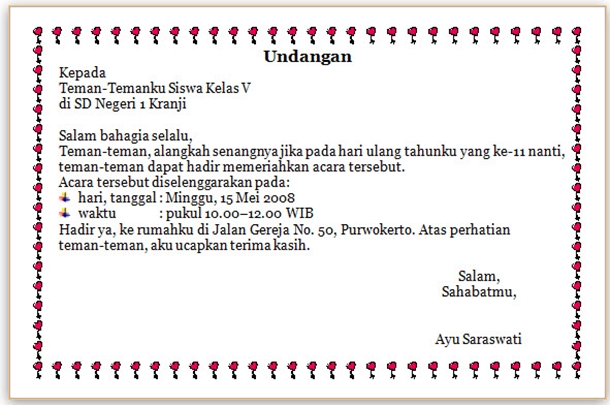 Undangan
Kepada
Teman-Temanku Siswa Kelas V
di SD Negeri 1 Kranji
Salam bahagia selalu,
Teman-teman, alangkah senangnya jika pada hari ulang tahunku yang ke-11 nanti,
teman-teman dapat hadir memeriahkan acara tersebut.
Acara tersebut diselenggarakan pada:
hari, tanggal : Minggu, 15 Mei 2008
waktu : pukul 10.00–12.00 WIB
Hadir ya, ke rumahku di Jalan Gereja No. 50, Purwokerto. Atas perhatian
teman-teman, aku ucapkan terima kasih.
Salam,
Sahabatmu,
Ayu Saraswati